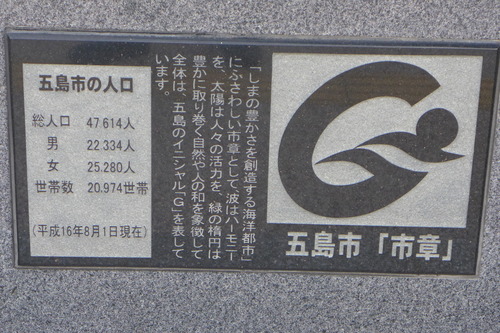 五島市の人口
総人口 47614人
男 22.334人
女 25.280人
世帯数 20.974世帯
(平成16年8月1日現在)
「しまの豊かさを創造する海洋都市」
にふさわしい市章として、波はハーモニー
を、太陽は人々の活力を、緑の楕円は
豊かに取り巻く自然や人の和を象徴して
全体は、五島のイニシャル「G」を表して
います。
五島市「市章」